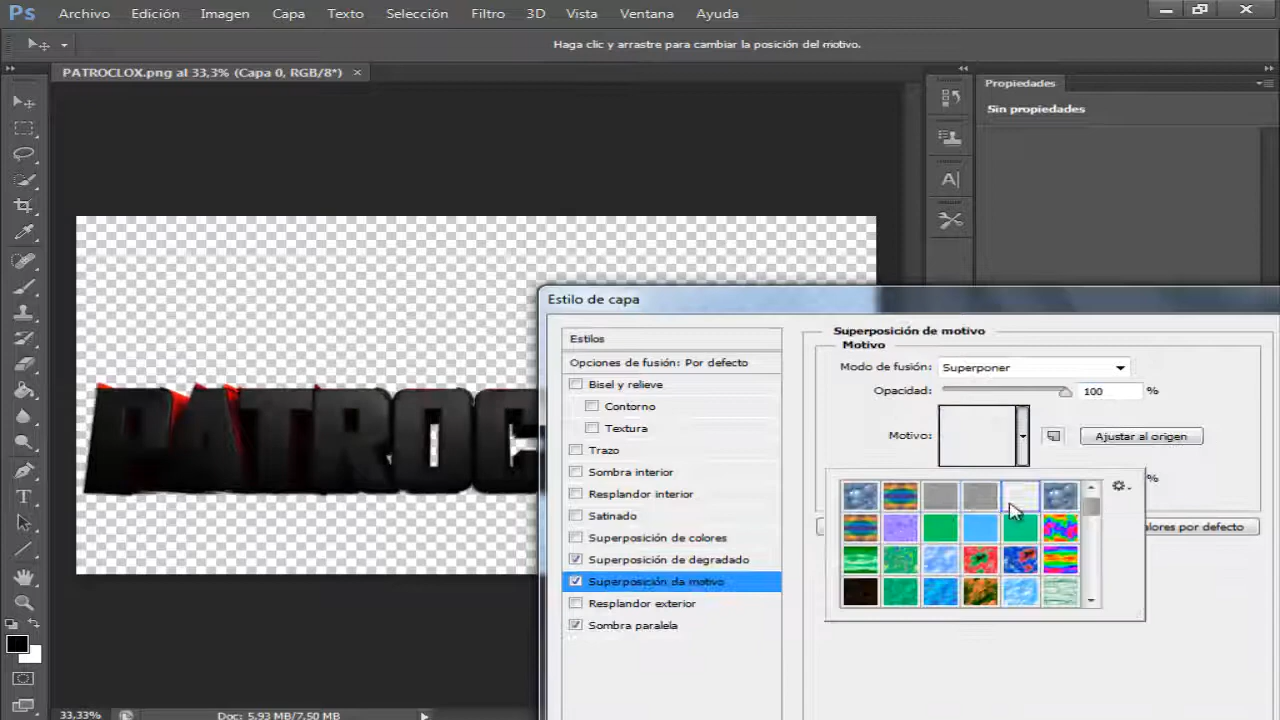 Ps Archivo Edición Imagen Capa Texto Selección Filtro 3D Vista Ventana Ayuda
Haga clic y arrastre para cambiar la posición del motivo.
PATROCLOX.png al 33,3% (Capa 0, RGB/8*) ×
Propiedades
Sin propiedades
PATROC
Estilo de capa
Estilos
Opciones de fusión: Por defecto
Bisel y relieve
Contorno
Textura
Trazo
Sombra interior
Resplandor interior
Satinado
Superposición de colores
Superposición de degradado
Superposición de motivo
Resplandor exterior
Sombra paralela
Superposición de motivo
Motivo
Modo de fusión: Superponer
Opacidad: 100 %
Motivo: Ajustar al origen
%
alores por defecto
33,33% Doc: 5,93 MB/7,50 MB